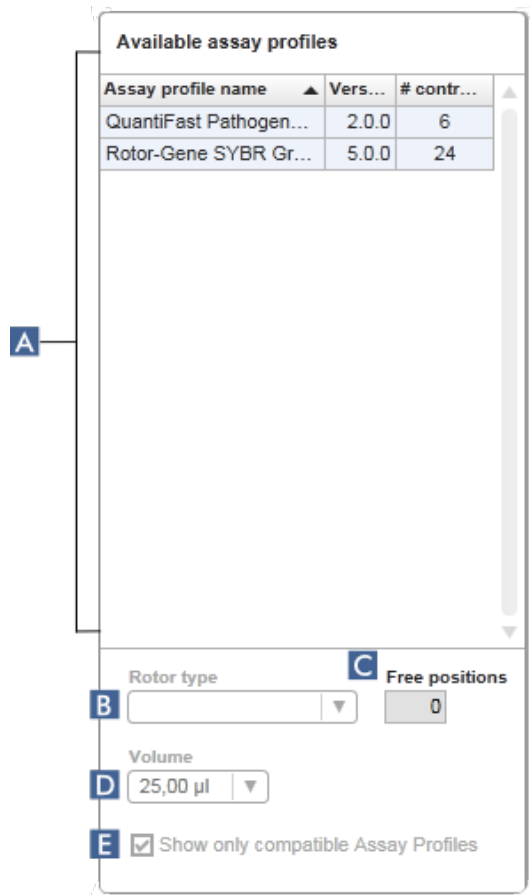 Available assay profiles
Assay profile name ▲ Vers... # contr...
QuantiFast Pathogen... 2.0.0 6
Rotor-Gene SYBR Gr... 5.0.0 24
A
C
Rotor type Free positions
B 0
Volume
D 25,00 µl
E Show only compatible Assay Profiles